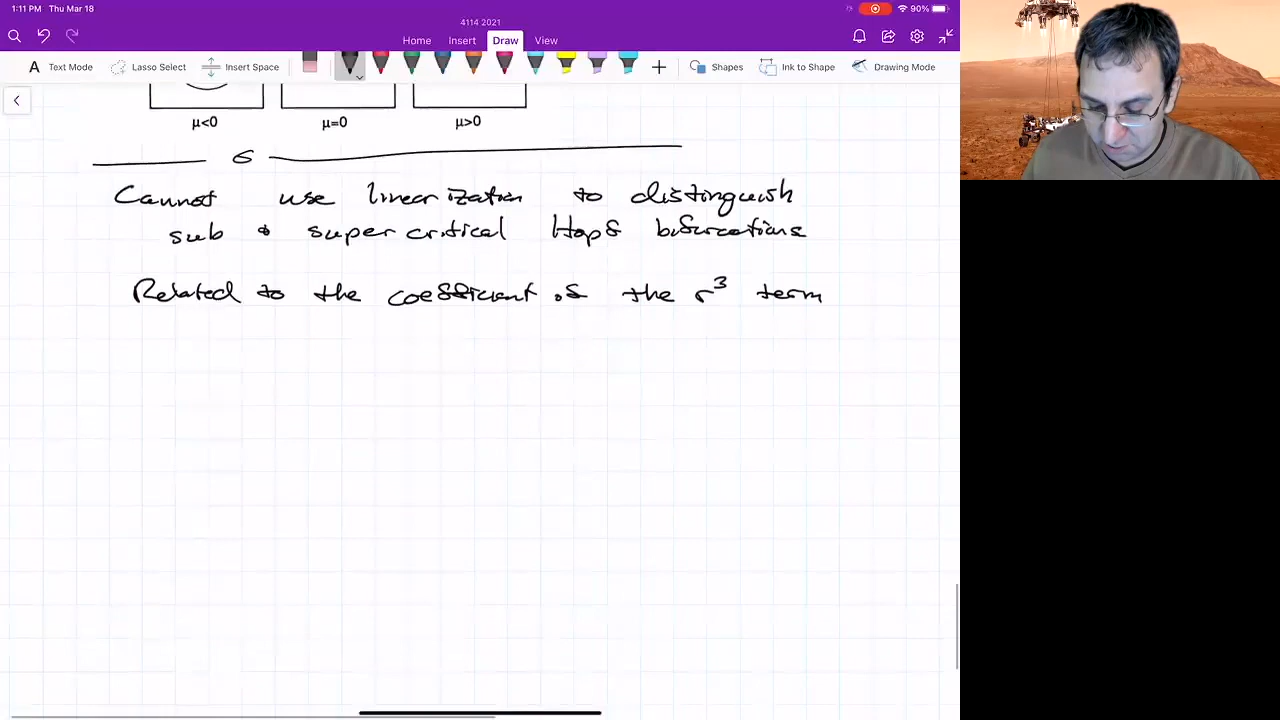 1:11 PM Thu Mar 18
90%
4114 2021
Home Insert Draw View
A Text Mode Lasso Select Insert Space Shapes Ink to Shape Drawing Mode
μ<0 μ=0 μ>0
Cannot use linearization to distinguish
sub & supercritical Hopf bifurcations
Related to the coefficient of the r³ term